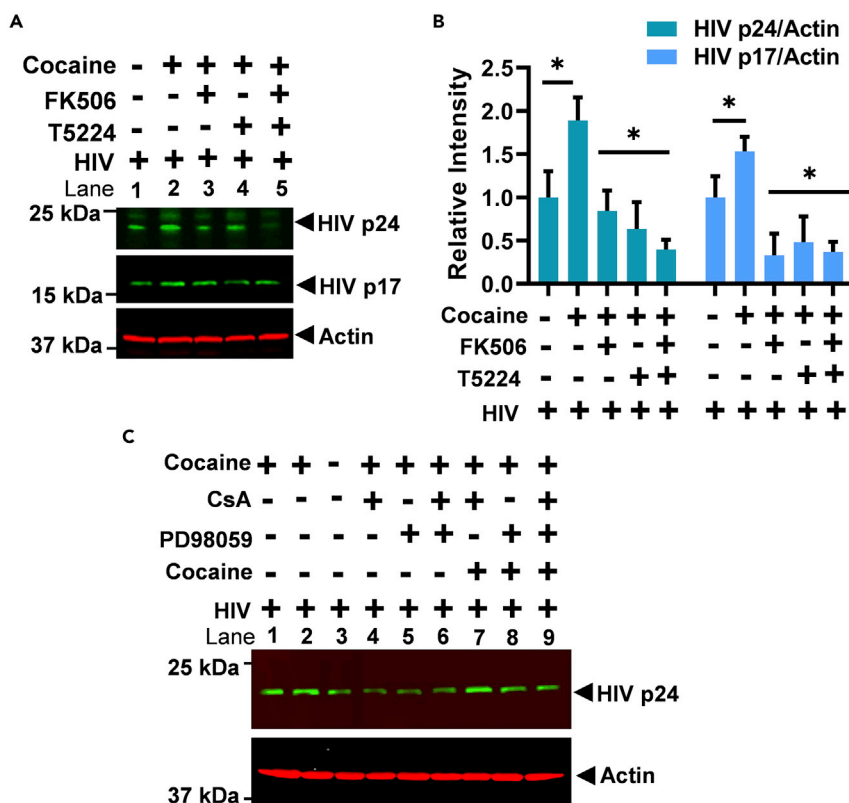 A
Cocaine - + + + +
FK506 - - + - +
T5224 - - - + +
HIV + + + + +
Lane 1 2 3 4 5
25 kDa
HIV p24
15 kDa
HIV p17
37 kDa
Actin
B
HIV p24/Actin
HIV p17/Actin
Relative Intensity
2.5
2.0
1.5
1.0
0.5
0.0
* * * *
Cocaine - + + + + - + + + +
FK506 - - + - + - - + - +
T5224 - - - + + - - - + +
HIV + + + + + + + + + +
C
Cocaine + + - + + + + + +
CsA - - - + - + + - +
PD98059 - - - - + + - + +
Cocaine - - - - - - + + +
HIV + + + + + + + + +
Lane 1 2 3 4 5 6 7 8 9
25 kDa
HIV p24
Actin
37 kDa